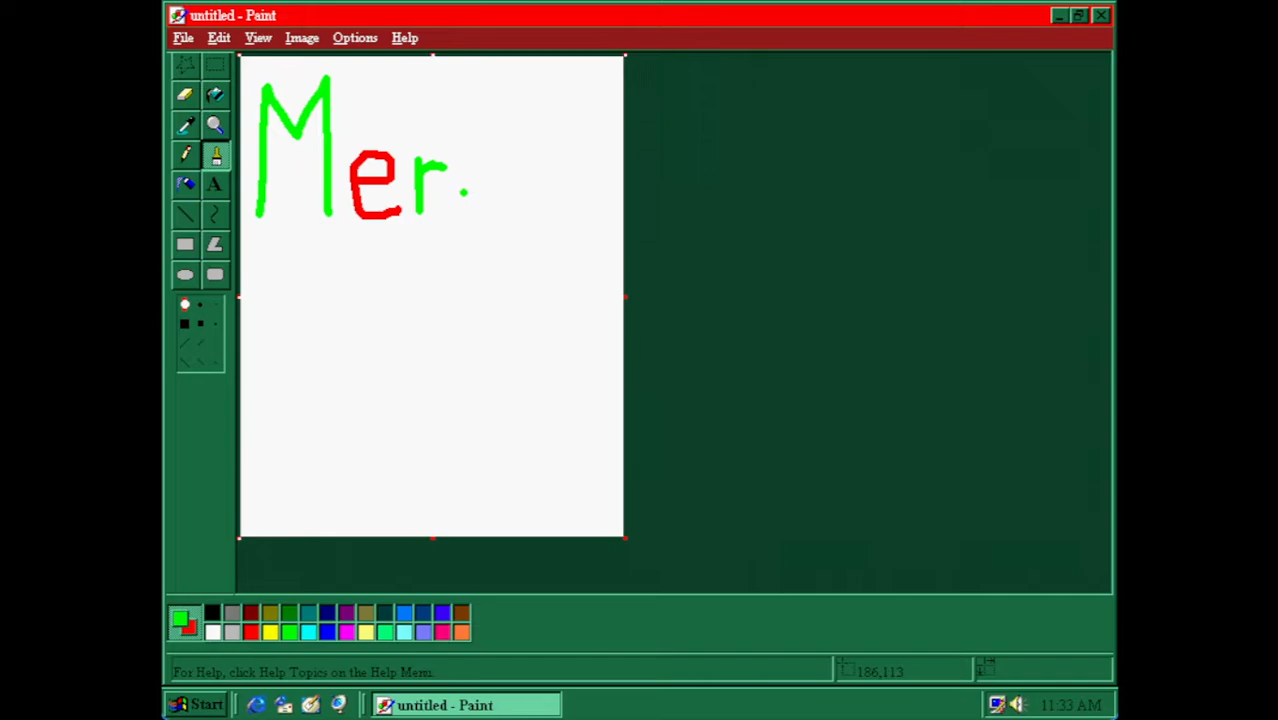 untitled - Paint
File Edit View Image Options Help
Mer.
A
For Help, click Help Topics on the Help Menu.
186,113
Start
untitled - Paint
11:33 AM